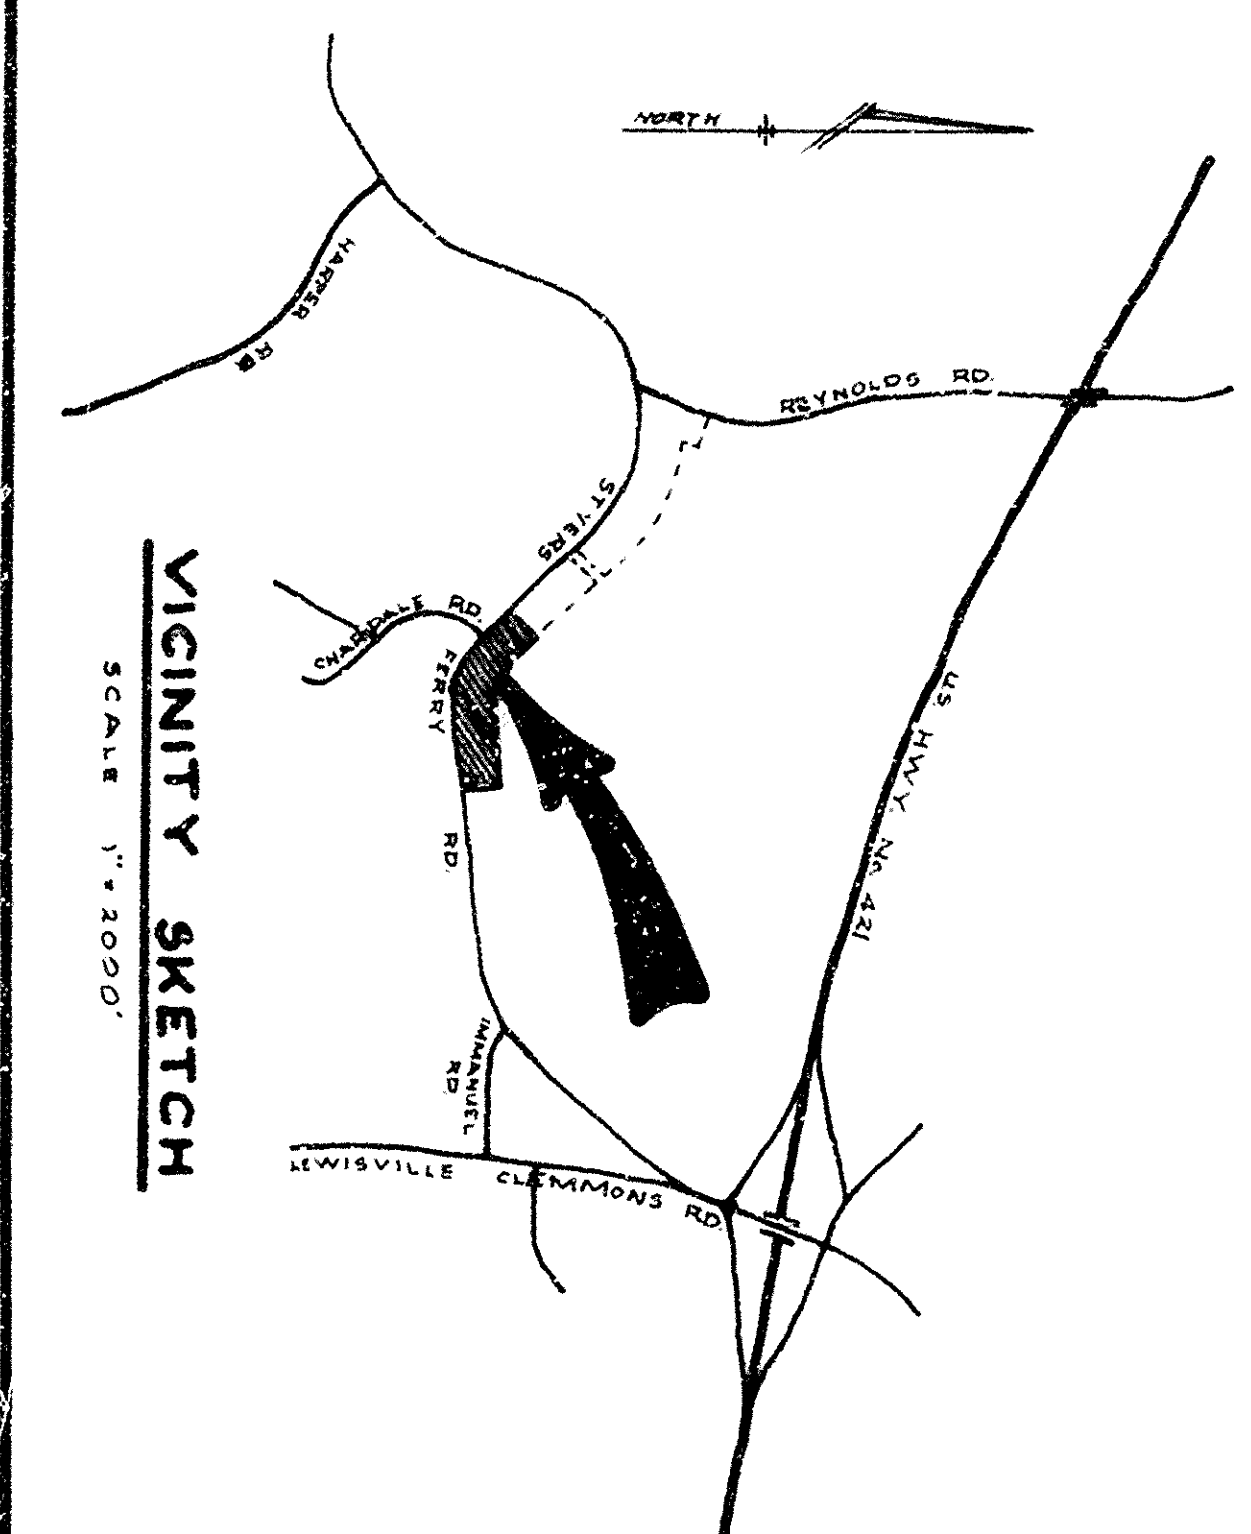 NORTH
HARPER RD
REYNOLDS RD.
STYERS
FERRY
RD.
CHARDALE RD.
U.S. HWY. No. 421
IMMANUEL
RD
LEWISVILLE CLEMMONS RD.
VICINITY SKETCH
SCALE 1" = 2000'